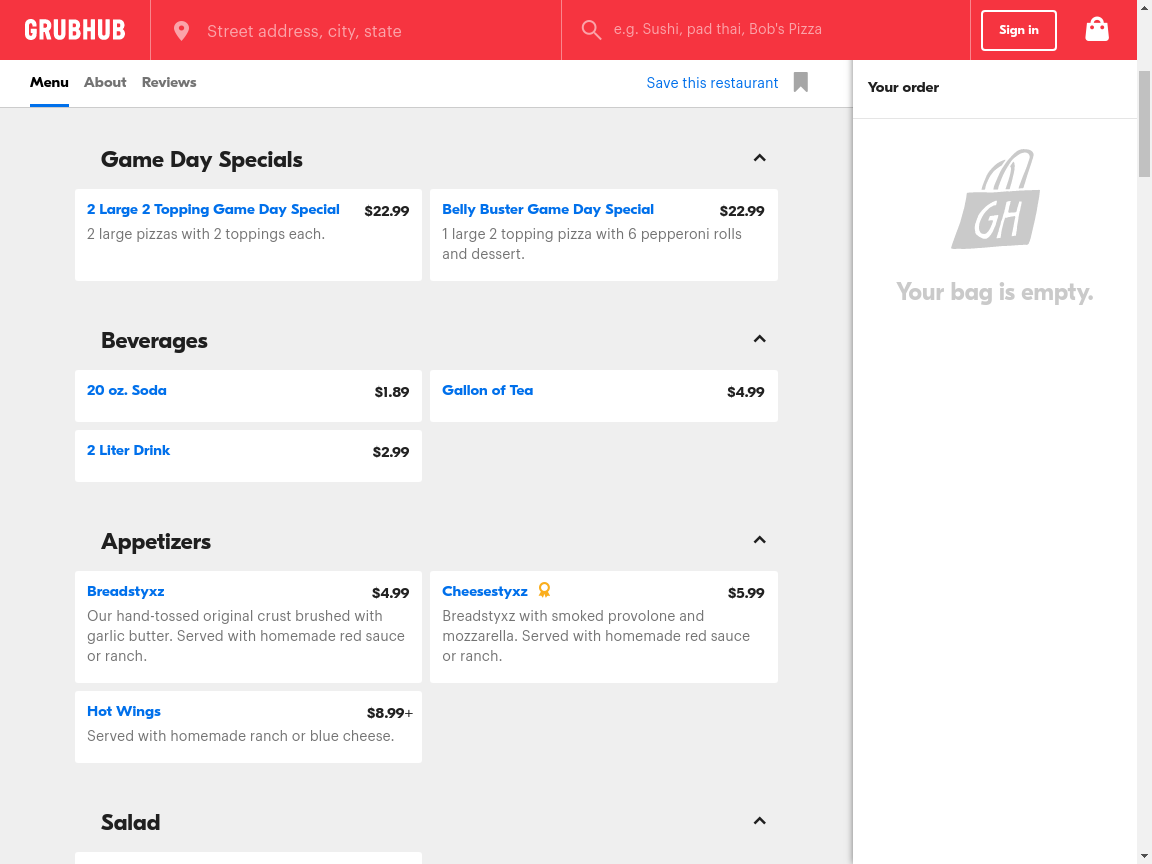 GRUBHUB
Street address, city, state
e.g. Sushi, pad thai, Bob's Pizza
Sign in
Menu
About
Reviews
Save this restaurant
Your order
GH
Your bag is empty.
Game Day Specials
2 Large 2 Topping Game Day Special
$22.99
2 large pizzas with 2 toppings each.
Belly Buster Game Day Special
$22.99
1 large 2 topping pizza with 6 pepperoni rolls
and dessert.
Beverages
20 oz. Soda
$1.89
Gallon of Tea
$4.99
2 Liter Drink
$2.99
Appetizers
Breadstyxz
$4.99
Our hand-tossed original crust brushed with
garlic butter. Served with homemade red sauce
or ranch.
Cheesestyxz
$5.99
Breadstyxz with smoked provolone and
mozzarella. Served with homemade red sauce
or ranch.
Hot Wings
$8.99+
Served with homemade ranch or blue cheese.
Salad